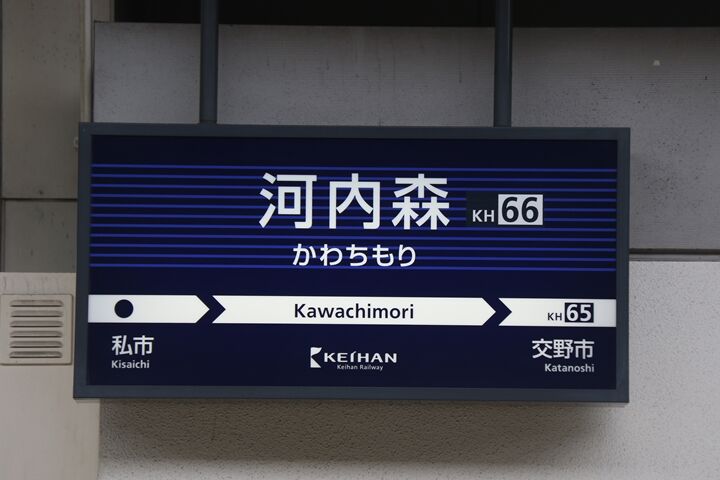 河内森 KH 66
かわちもり
Kawachimori
KH 65
私市
Kisaichi
KEIHAN
Keihan Railway
交野市
Katanoshi